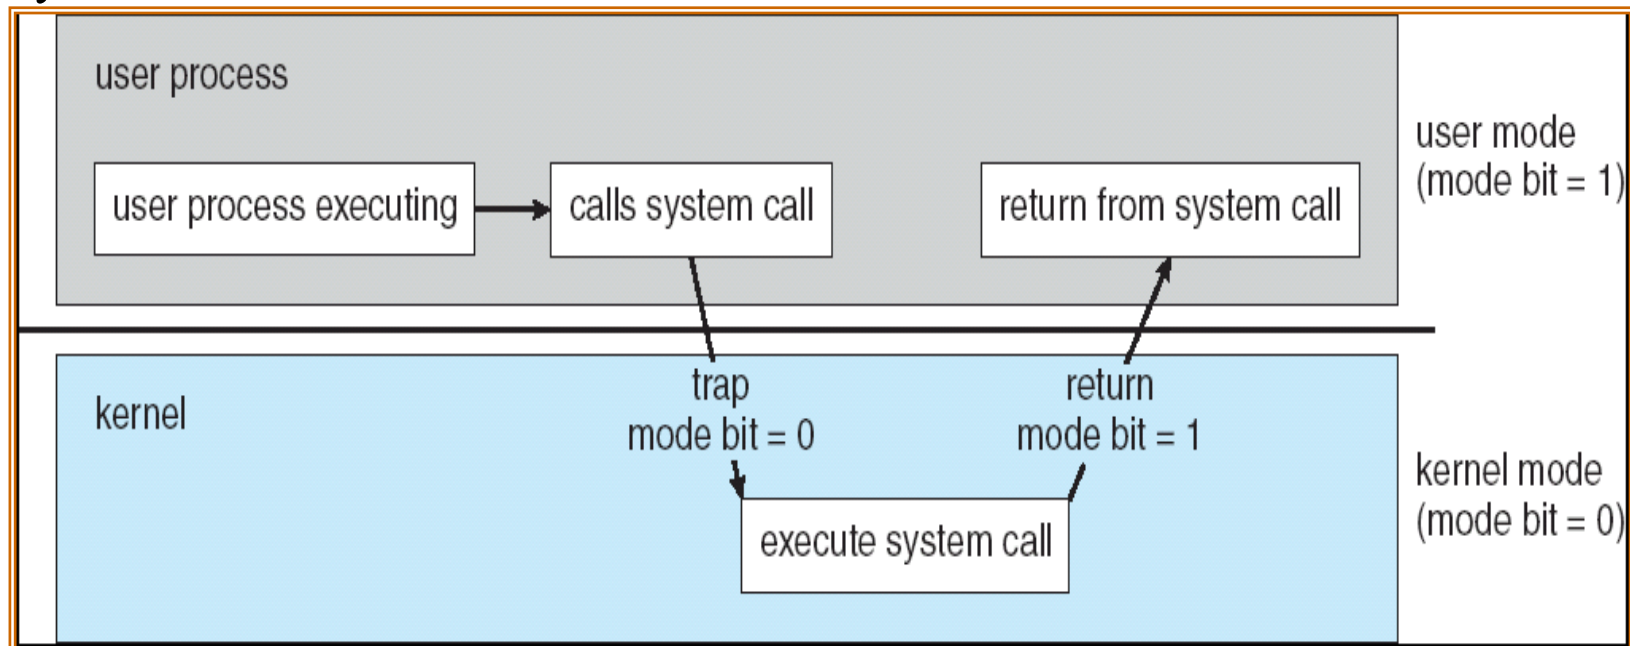 user process
user process executing
calls system call
return from system call
user mode
(mode bit = 1)
kernel
trap
mode bit = 0
return
mode bit = 1
execute system call
kernel mode
(mode bit = 0)